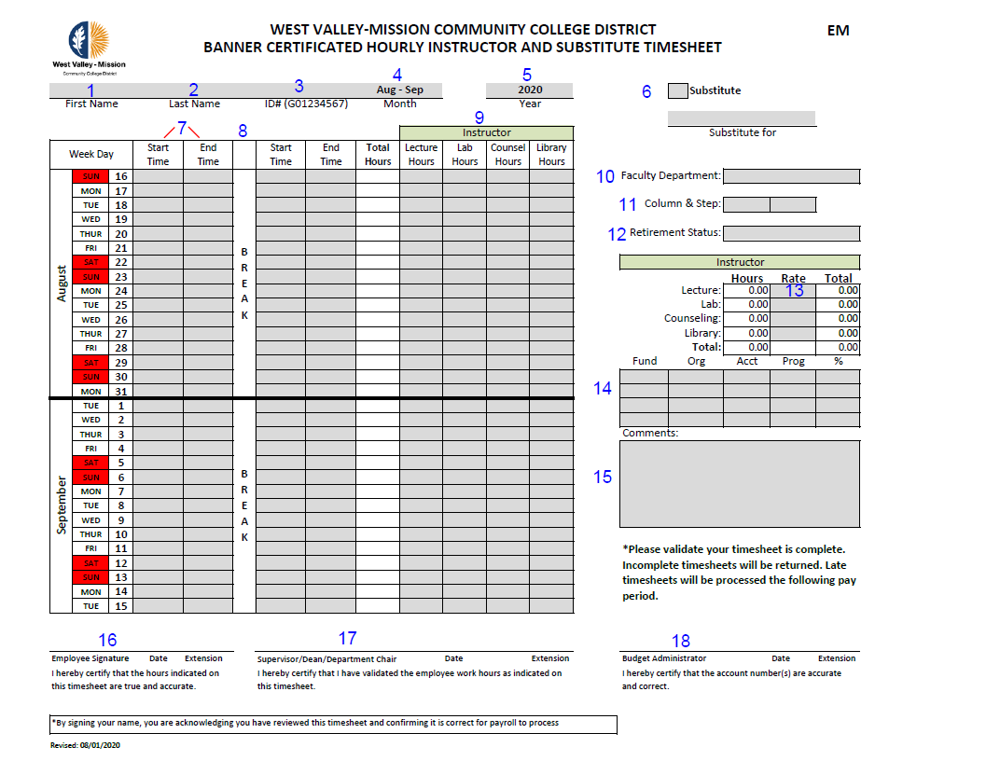 WEST VALLEY-MISSION COMMUNITY COLLEGE DISTRICT
BANNER CERTIFICATED HOURLY INSTRUCTOR AND SUBSTITUTE TIMESHEET
EM
West Valley - Mission
Community College District
1 2 3 4 5
Aug - Sep 2020
First Name Last Name ID# (G01234567) Month Year
6 Substitute
Substitute for
7 8 9
Instructor
Week Day Start Time End Time Start Time End Time Total Hours Lecture Hours Lab Hours Counsel Hours Library Hours
August
SUN 16
MON 17
TUE 18
WED 19
THUR 20
FRI 21
SAT 22
SUN 23
MON 24
TUE 25
WED 26
THUR 27
FRI 28
SAT 29
SUN 30
MON 31
B
R
E
A
K
September
TUE 1
WED 2
THUR 3
FRI 4
SAT 5
SUN 6
MON 7
TUE 8
WED 9
THUR 10
FRI 11
SAT 12
SUN 13
MON 14
TUE 15
B
R
E
A
K
10 Faculty Department:
11 Column & Step:
12 Retirement Status:
Instructor
Hours Rate Total
Lecture: 0.00 13 0.00
Lab: 0.00 0.00
Counseling: 0.00 0.00
Library: 0.00 0.00
Total: 0.00 0.00
Fund Org Acct Prog %
14
Comments:
15
*Please validate your timesheet is complete.
Incomplete timesheets will be returned. Late
timesheets will be processed the following pay
period.
16
Employee Signature Date Extension
I hereby certify that the hours indicated on
this timesheet are true and accurate.
17
Supervisor/Dean/Department Chair Date Extension
I hereby certify that I have validated the employee work hours as indicated on
this timesheet.
18
Budget Administrator Date Extension
I hereby certify that the account number(s) are accurate
and correct.
*By signing your name, you are acknowledging you have reviewed this timesheet and confirming it is correct for payroll to process
Revised: 08/01/2020